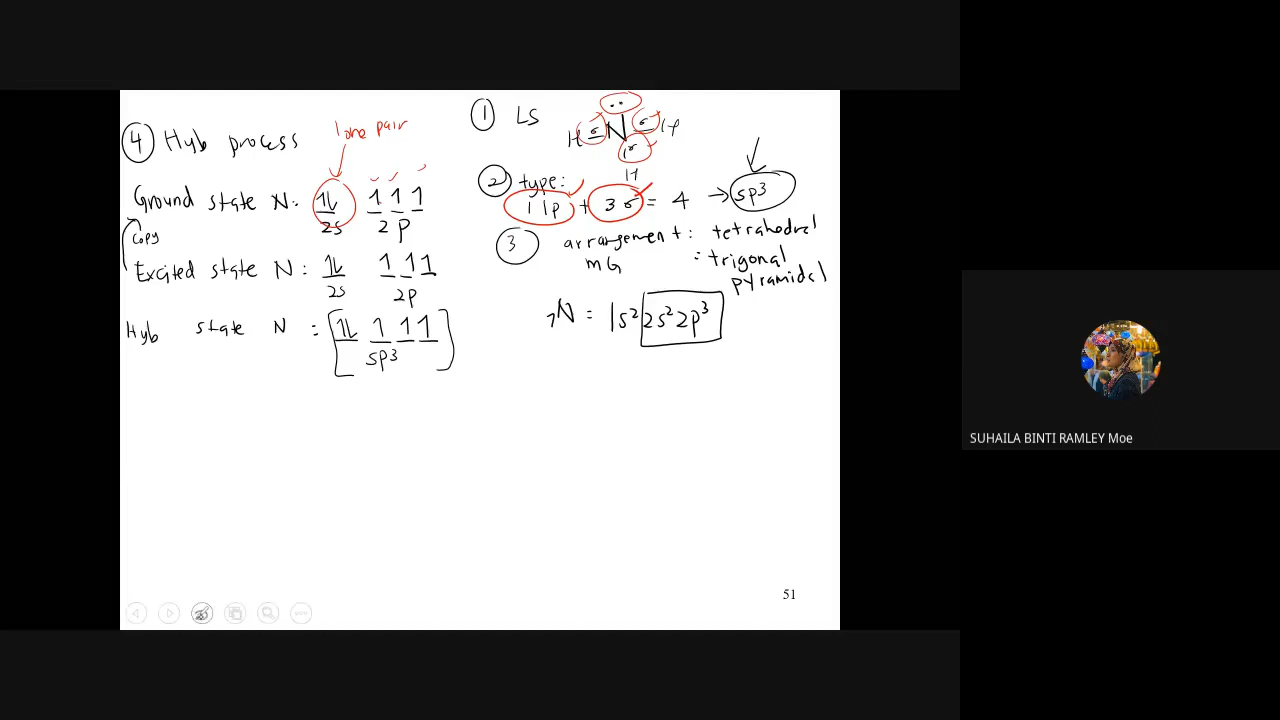 ④ Hyb process
1 one pair
Ground state N: 1l 1 1 1
2s 2p
copy
Excited state N: 1l 1 1 1
2s 2p
Hyb state N = [1l 1 1 1]
sp³
① LS
··
H σ N σ H
σ
H
② type:
1 lp + 3 σ = 4 → sp³
③ arrangement: tetrahedral
MG : trigonal
pyramidal
₇N = 1s² 2s² 2p³
51
SUHAILA BINTI RAMLEY Moe